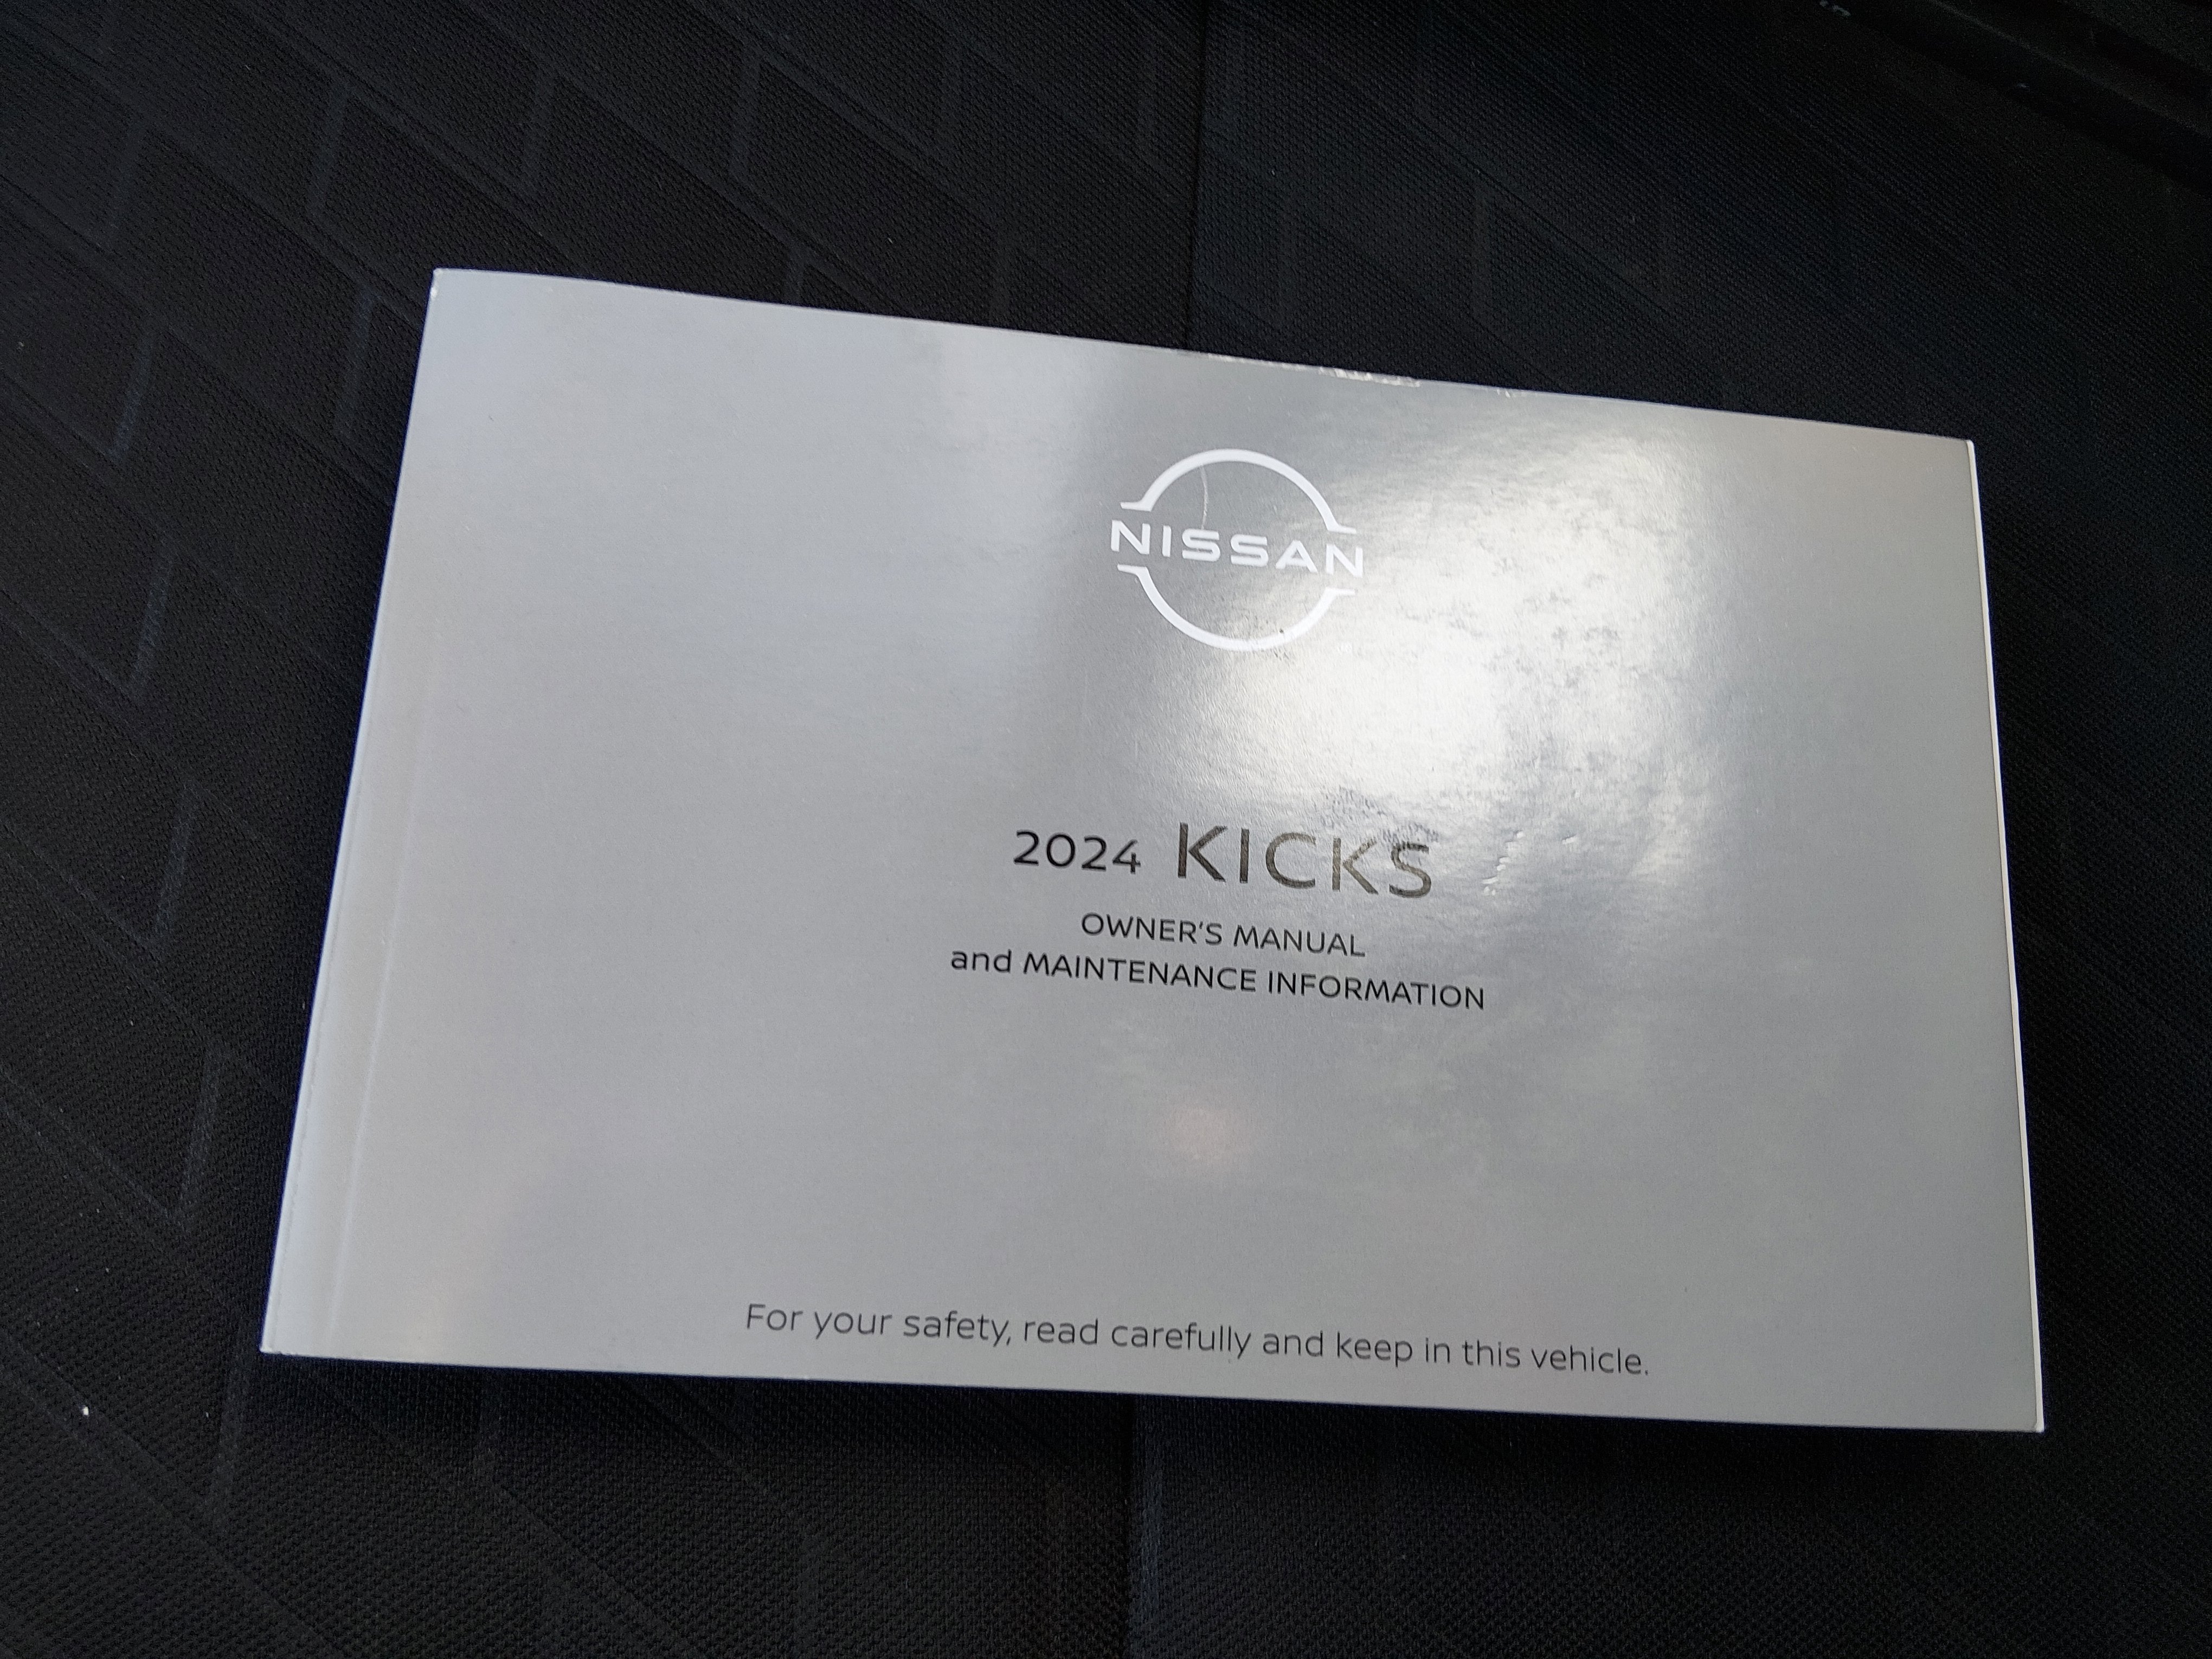 NISSAN
2024 KICKS
OWNER'S MANUAL
and MAINTENANCE INFORMATION
For your safety, read carefully and keep in this vehicle.